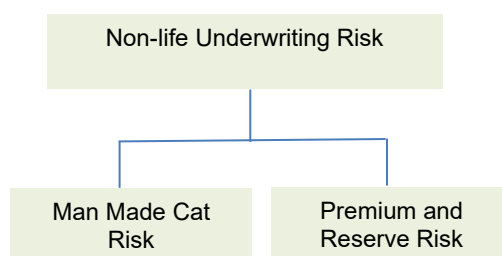 Non-life Underwriting Risk
Man Made Cat
Risk
Premium and
Reserve Risk